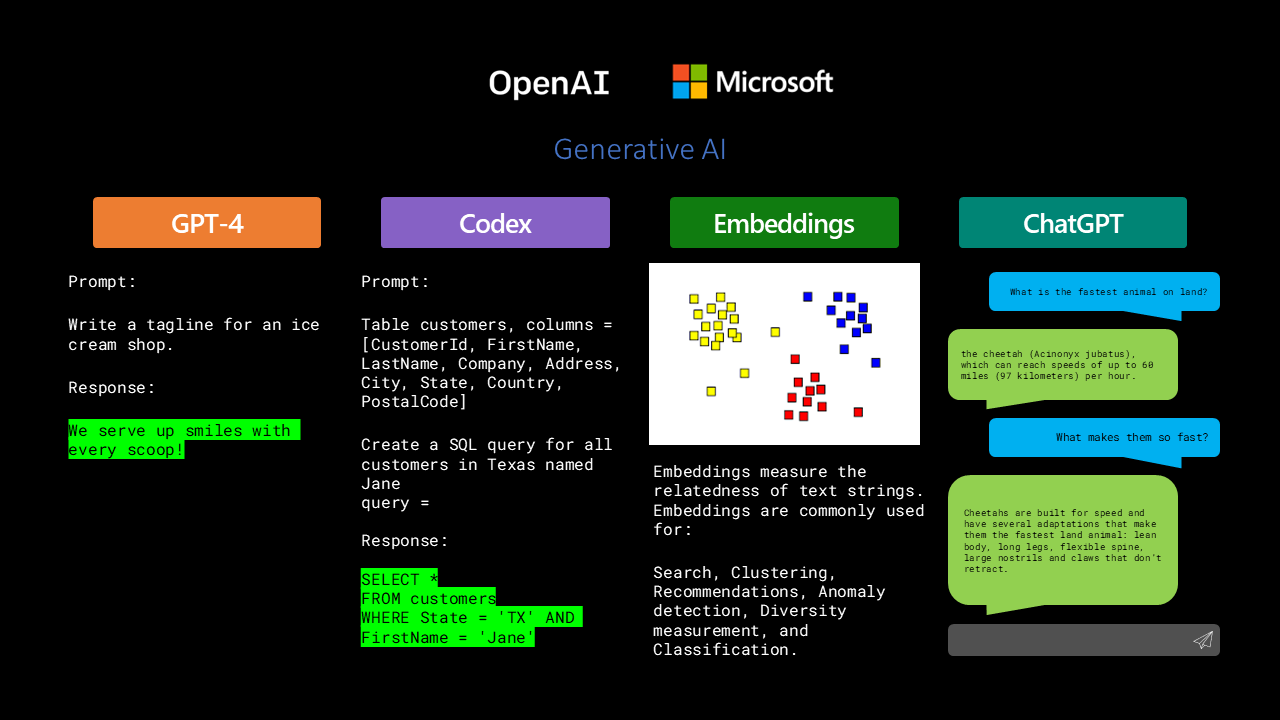 OpenAI
Microsoft
Generative AI
GPT-4
Prompt:
Write a tagline for an ice
cream shop.
Response:
We serve up smiles with
every scoop!
Codex
Prompt:
Table customers, columns =
[CustomerId, FirstName,
LastName, Company, Address,
City, State, Country,
PostalCode]
Create a SQL query for all
customers in Texas named
Jane
query =
Response:
SELECT *
FROM customers
WHERE State = 'TX' AND
FirstName = 'Jane'
Embeddings
Embeddings measure the
relatedness of text strings.
Embeddings are commonly used
for:
Search, Clustering,
Recommendations, Anomaly
detection, Diversity
measurement, and
Classification.
ChatGPT
What is the fastest animal on land?
the cheetah (Acinonyx jubatus),
which can reach speeds of up to 60
miles (97 kilometers) per hour.
What makes them so fast?
Cheetahs are built for speed and
have several adaptations that make
them the fastest land animal: lean
body, long legs, flexible spine,
large nostrils and claws that don't
retract.